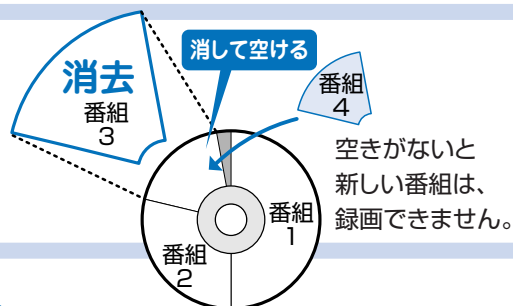 消して空ける
消去
番組
3
番組
4
空きがないと
新しい番組は、
録画できません。
番組
1
番組
2